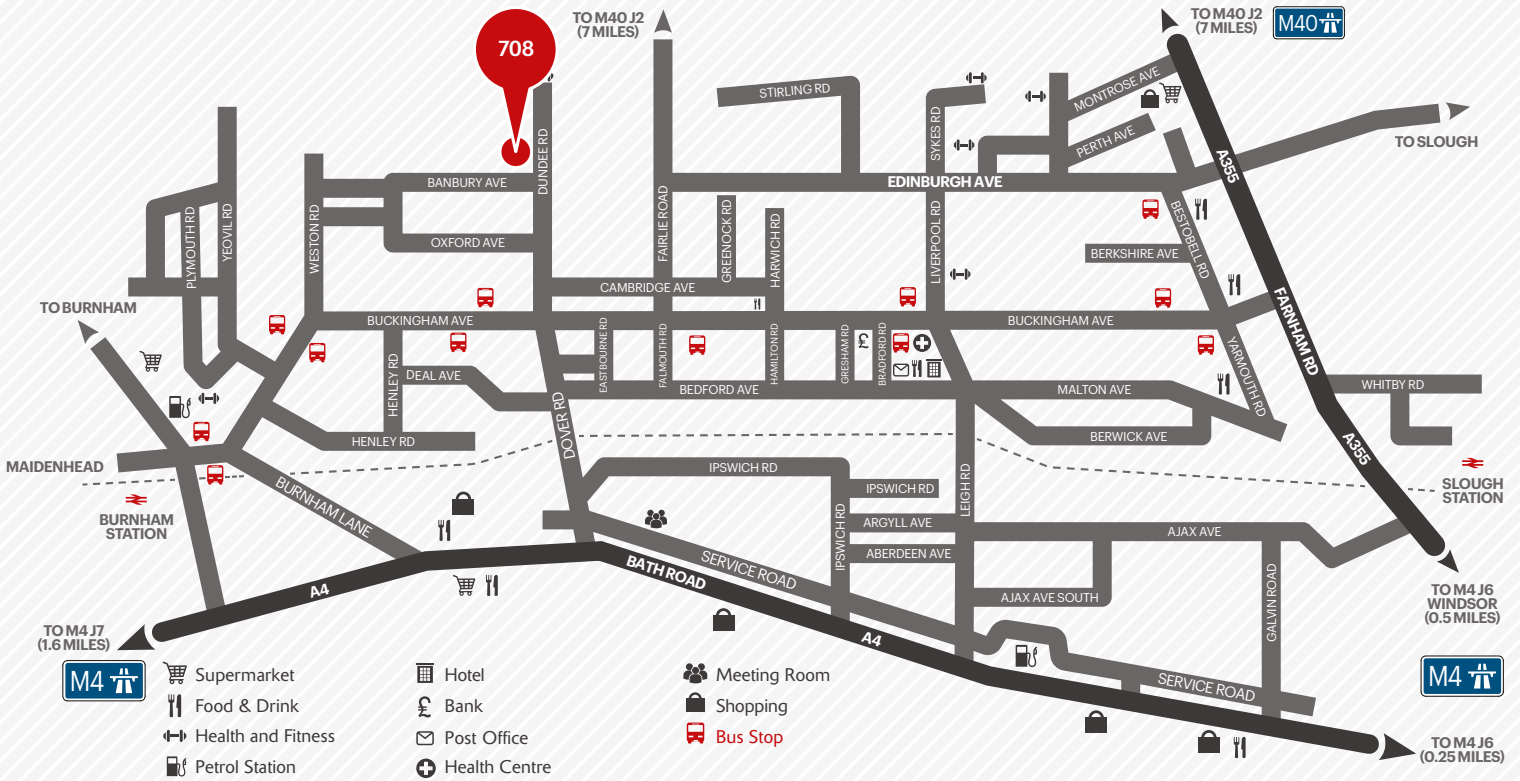 708
TO M40 J2
(7 MILES)
TO M40 J2
(7 MILES)
M40
STIRLING RD
MONTROSE AVE
SYKES RD
PERTH AVE
TO SLOUGH
A355
DUNDEE RD
BANBURY AVE
EDINBURGH AVE
PLYMOUTH RD
YEOVIL RD
WESTON RD
OXFORD AVE
FAIRLIE ROAD
GREENOCK RD
HARWICH RD
LIVERPOOL RD
BESTOBELL RD
BERKSHIRE AVE
CAMBRIDGE AVE
TO BURNHAM
BUCKINGHAM AVE
BUCKINGHAM AVE
FARNHAM RD
EASTBOURNE RD
FALMOUTH RD
HAMILTON RD
GRESHAM RD
£
BRADFORD RD
YARMOUTH RD
HENLEY RD
DEAL AVE
BEDFORD AVE
MALTON AVE
WHITBY RD
DOVER RD
HENLEY RD
BERWICK AVE
A355
MAIDENHEAD
IPSWICH RD
IPSWICH RD
LEIGH RD
SLOUGH
STATION
BURNHAM
STATION
BURNHAM LANE
IPSWICH RD
ARGYLL AVE
AJAX AVE
ABERDEEN AVE
SERVICE ROAD
BATH ROAD
A4
AJAX AVE SOUTH
GALVIN ROAD
TO M4 J6
WINDSOR
(0.5 MILES)
TO M4 J7
(1.6 MILES)
A4
M4
M4
SERVICE ROAD
TO M4 J6
(0.25 MILES)
Supermarket
Food & Drink
Health and Fitness
Petrol Station
Hotel
£ Bank
Post Office
Health Centre
Meeting Room
Shopping
Bus Stop